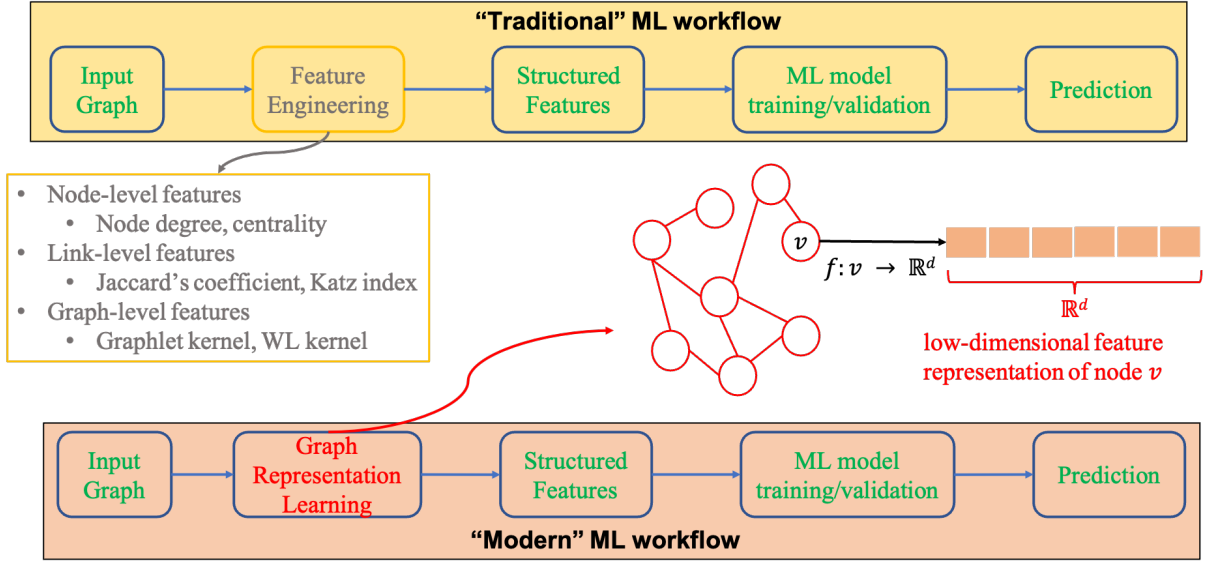 “Traditional” ML workflow
Input
Graph
Feature
Engineering
Structured
Features
ML model
training/validation
Prediction
• Node-level features
• Node degree, centrality
• Link-level features
• Jaccard’s coefficient, Katz index
• Graph-level features
• Graphlet kernel, WL kernel
v
f: v → ℝᵈ
ℝᵈ
low-dimensional feature
representation of node v
Input
Graph
Graph
Representation
Learning
Structured
Features
ML model
training/validation
Prediction
“Modern” ML workflow